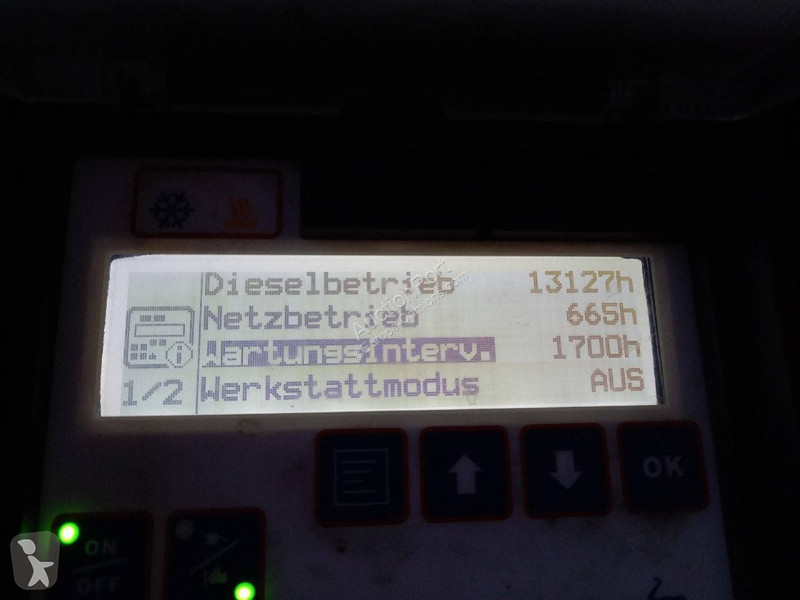 Dieselbetrieb 13127h
Netzbetrieb 665h
Wartungsinterv. 1700h
Werkstattmodus AUS
1/2
OK
ON
OFF